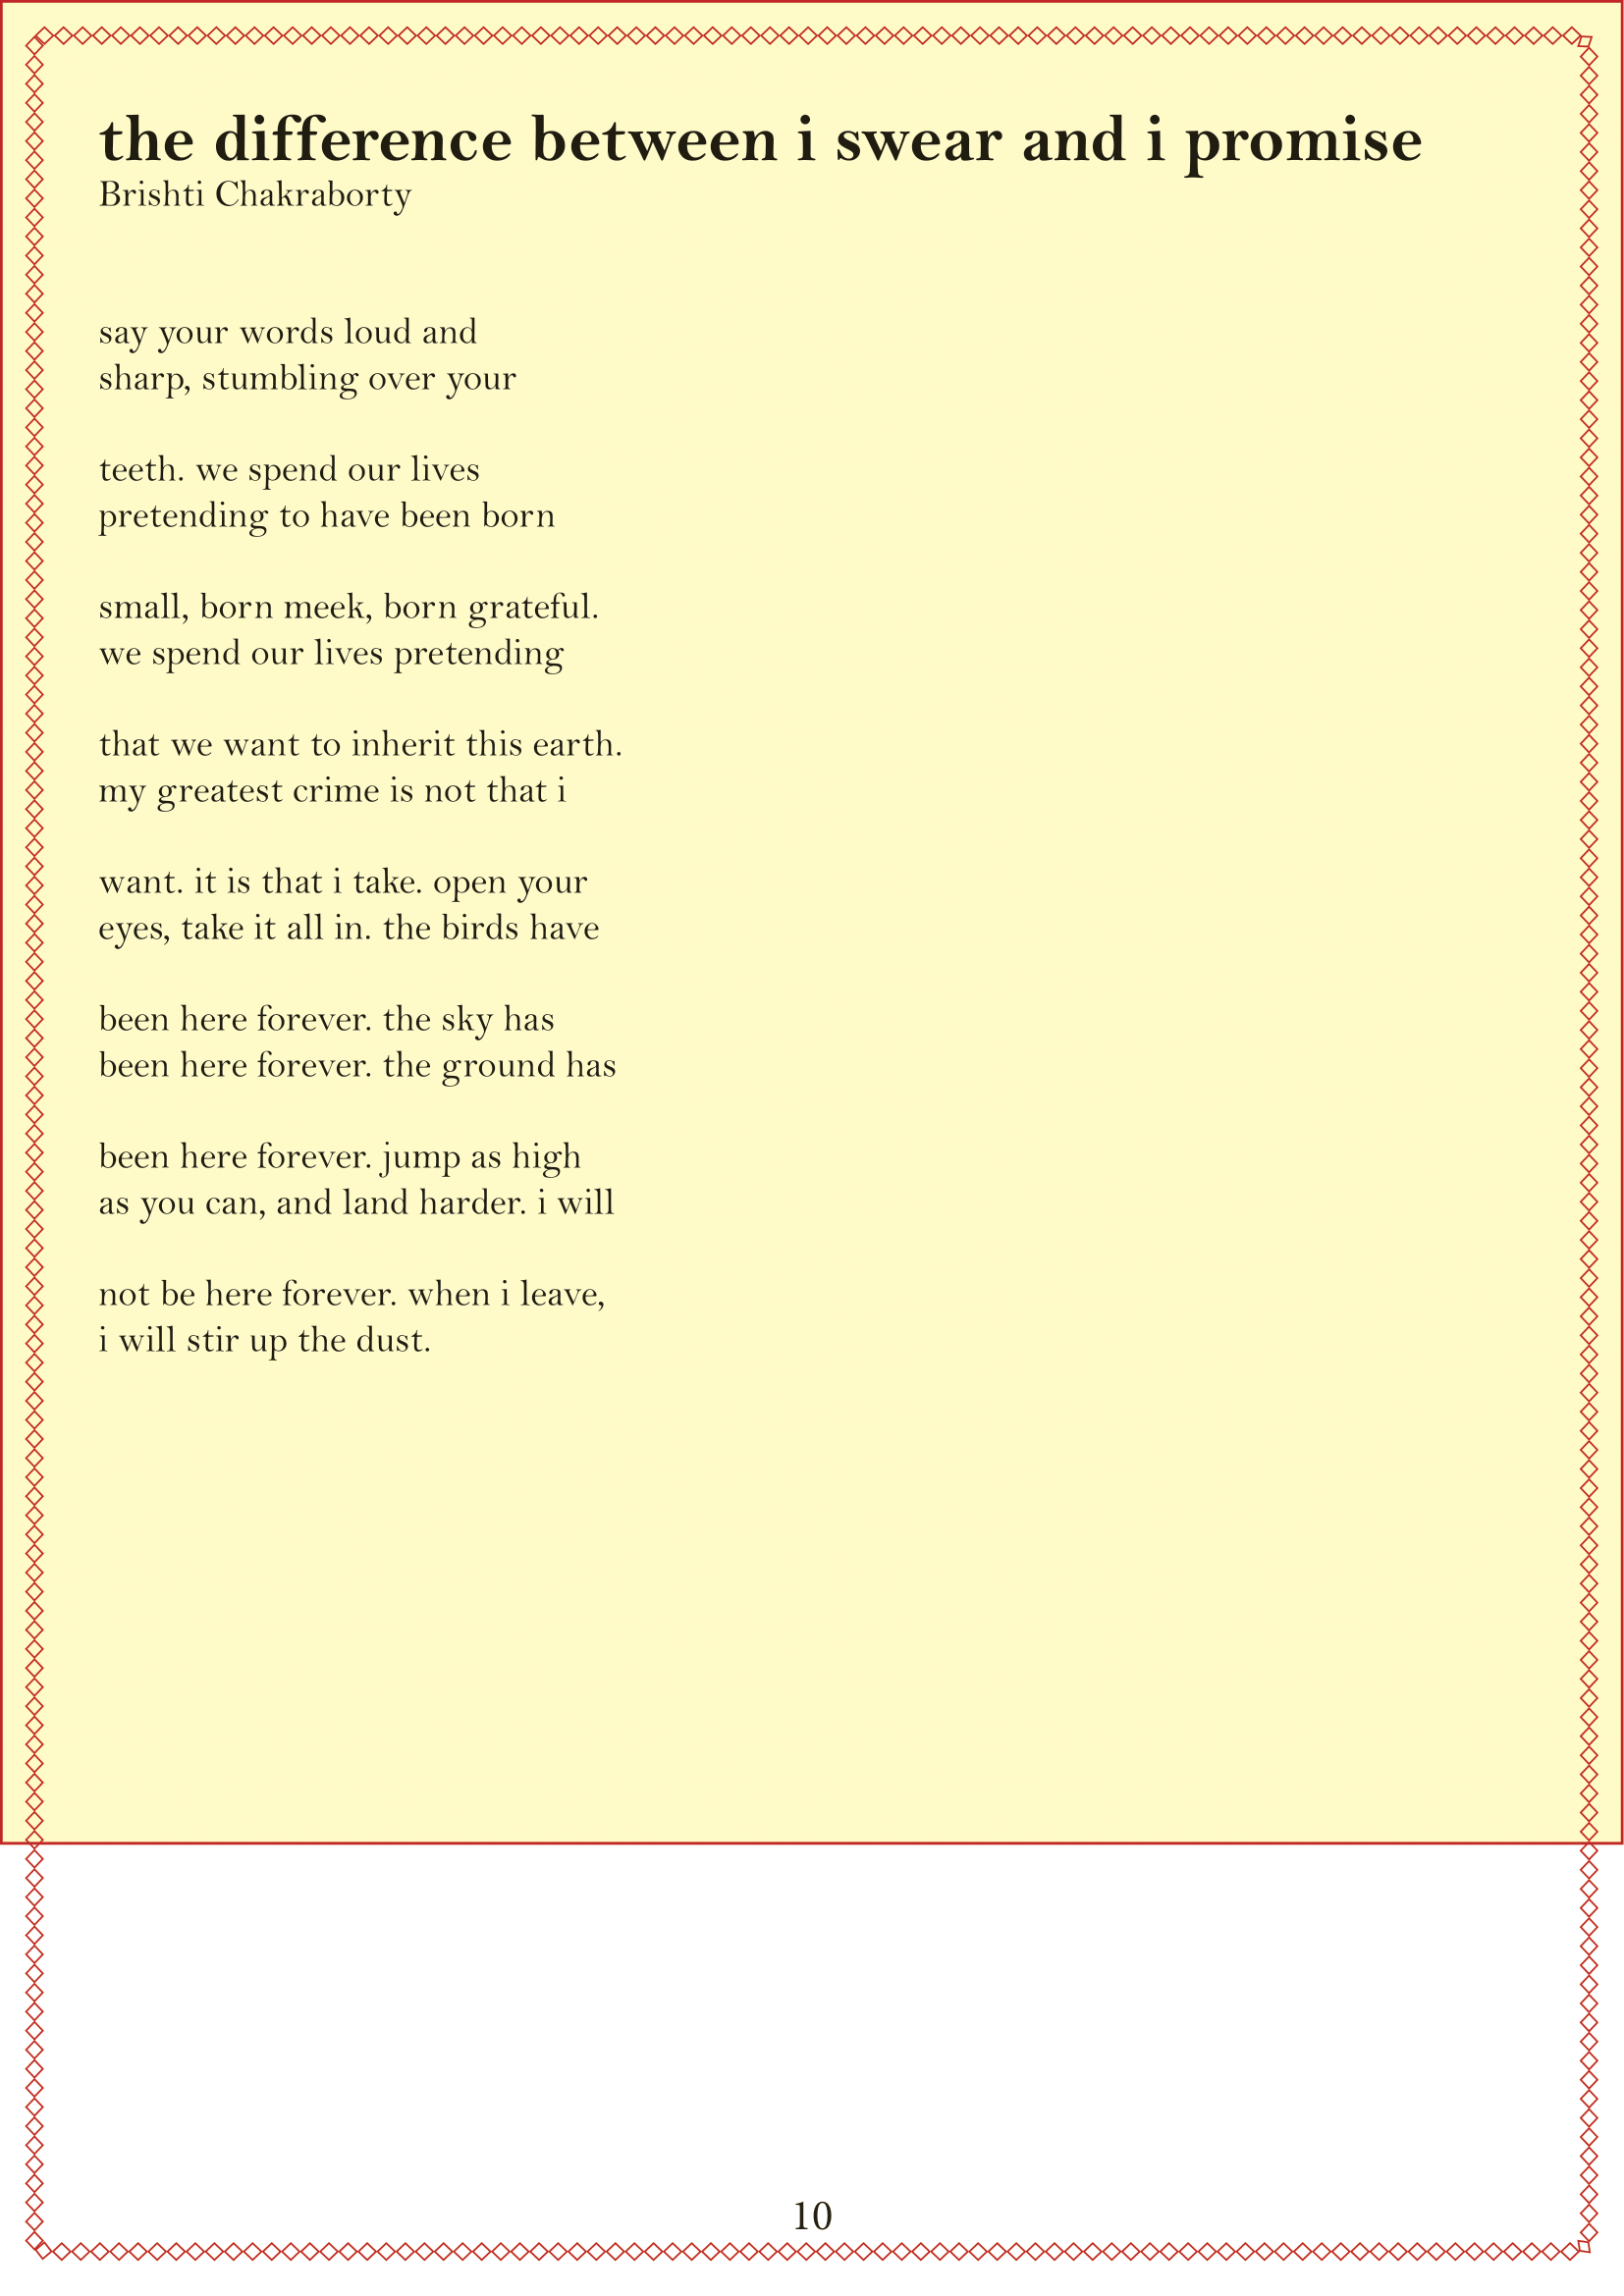 the difference between i swear and i promise
Brishti Chakraborty
say your words loud and
sharp, stumbling over your
teeth. we spend our lives
pretending to have been born
small, born meek, born grateful.
we spend our lives pretending
that we want to inherit this earth.
my greatest crime is not that i
want. it is that i take. open your
eyes, take it all in. the birds have
been here forever. the sky has
been here forever. the ground has
been here forever. jump as high
as you can, and land harder. i will
not be here forever. when i leave,
i will stir up the dust.
10